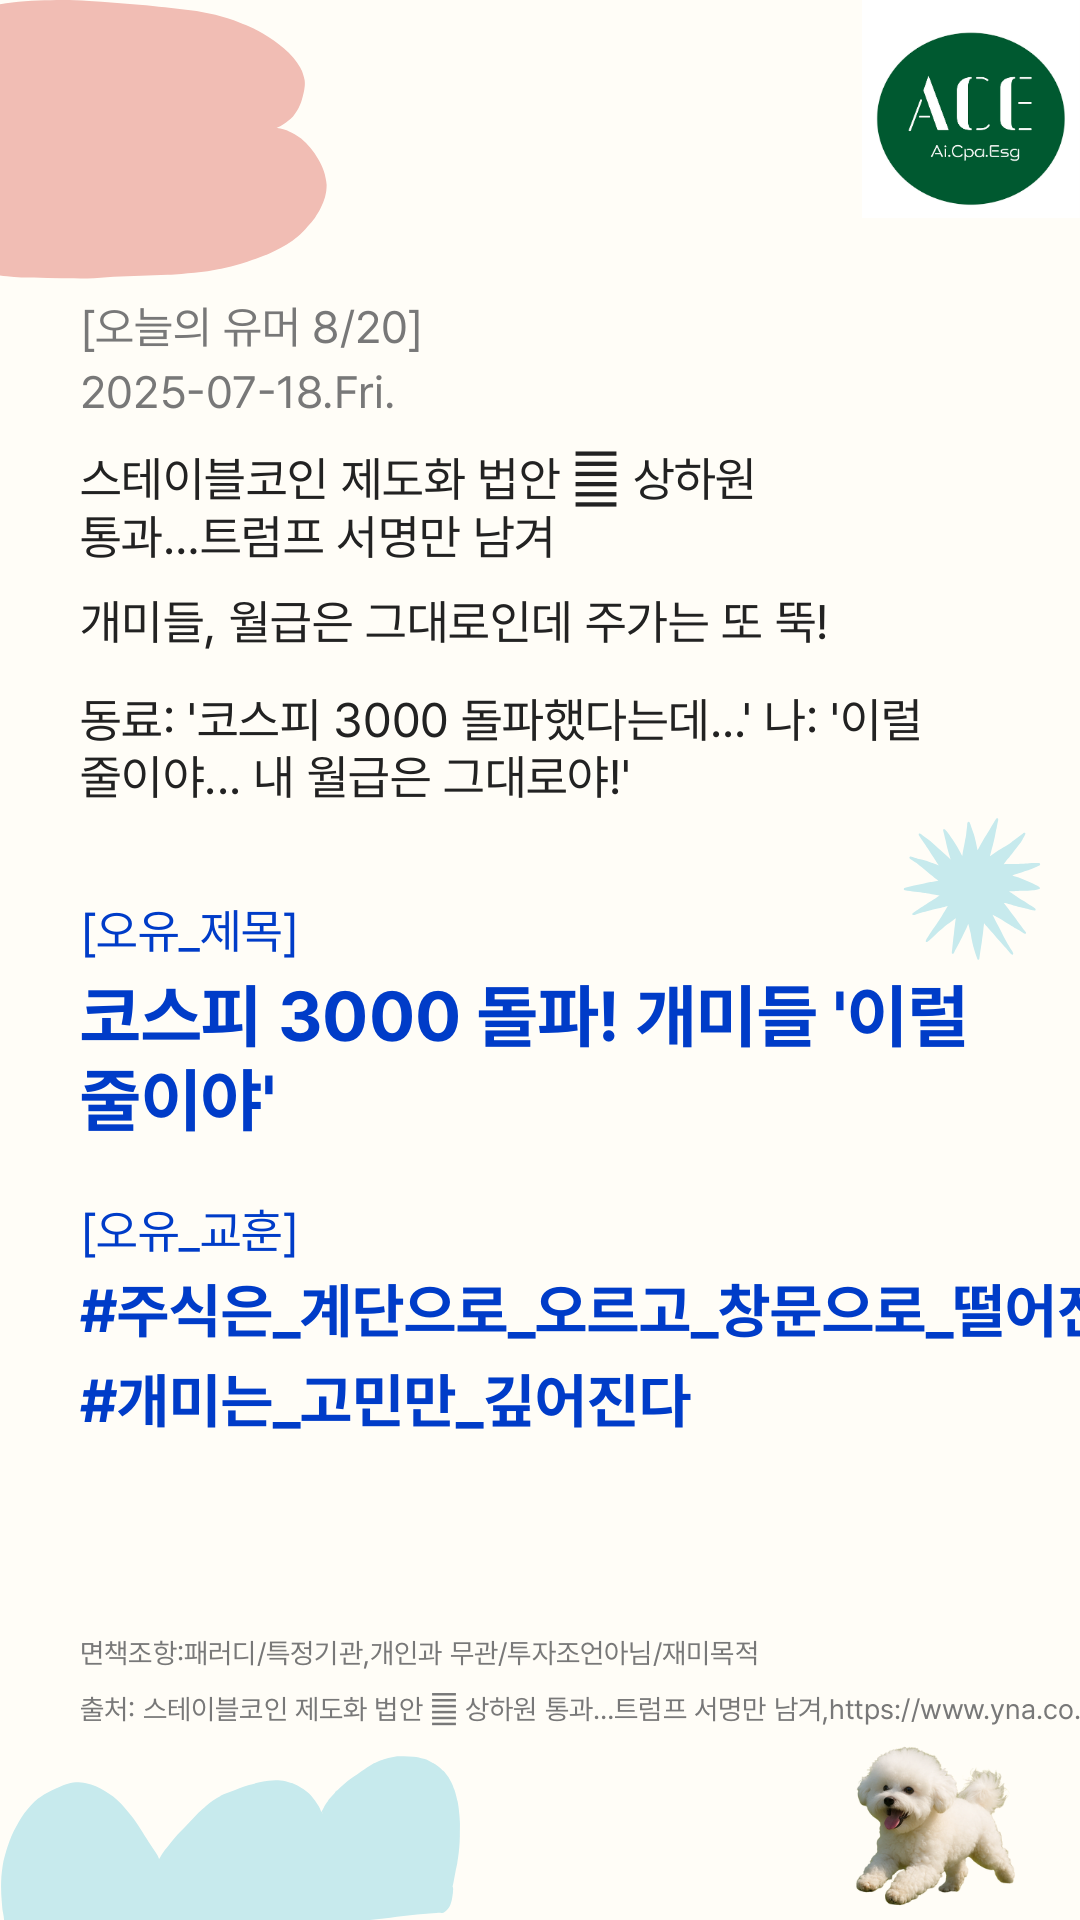 ACE
Ai.Cpa.Esg
[오늘의 유머 8/20]
2025-07-18.Fri.
스테이블코인 제도화 법안 상하원
통과...트럼프 서명만 남겨
개미들, 월급은 그대로인데 주가는 또 뚝!
동료: '코스피 3000 돌파했다는데...' 나: '이럴
줄이야... 내 월급은 그대로야!'
[오유_제목]
코스피 3000 돌파! 개미들 '이럴
줄이야'
[오유_교훈]
#주식은_계단으로_오르고_창문으로_떨어진
#개미는_고민만_깊어진다
면책조항:패러디/특정기관,개인과 무관/투자조언아님/재미목적
출처: 스테이블코인 제도화 법안 상하원 통과...트럼프 서명만 남겨,https://www.yna.co.